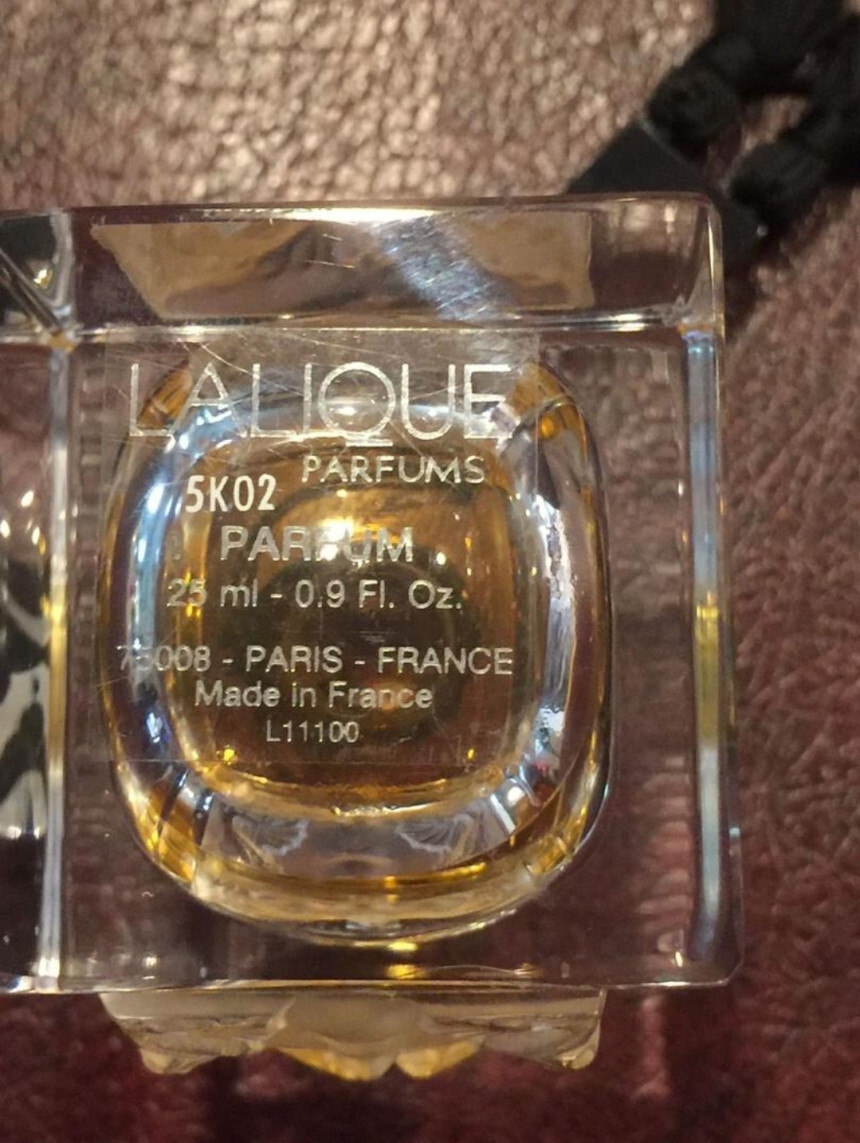 LALIQUE
PARFUMS
5K02
PARFUM
25 ml - 0.9 Fl. Oz.
75008 - PARIS - FRANCE
Made in France
L11100